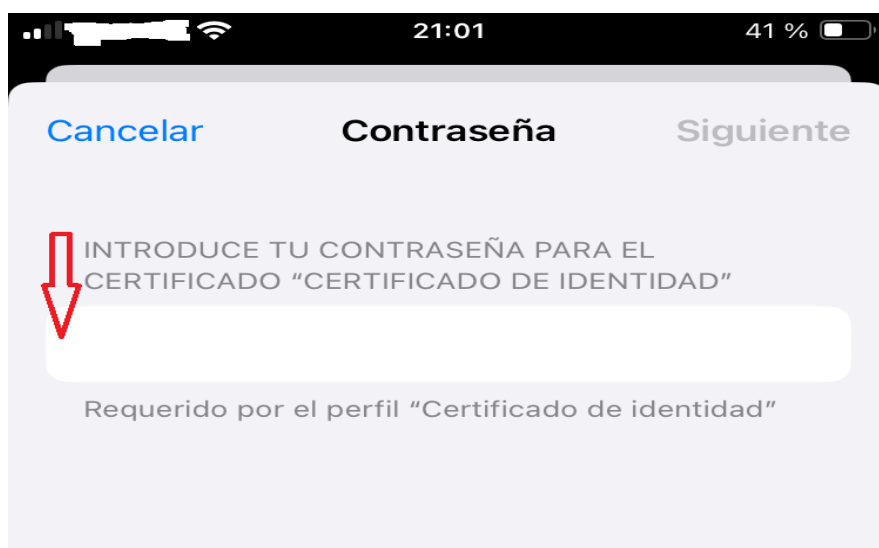 21:01
41 %
Cancelar
Contraseña
Siguiente
INTRODUCE TU CONTRASEÑA PARA EL
CERTIFICADO “CERTIFICADO DE IDENTIDAD”
Requerido por el perfil “Certificado de identidad”